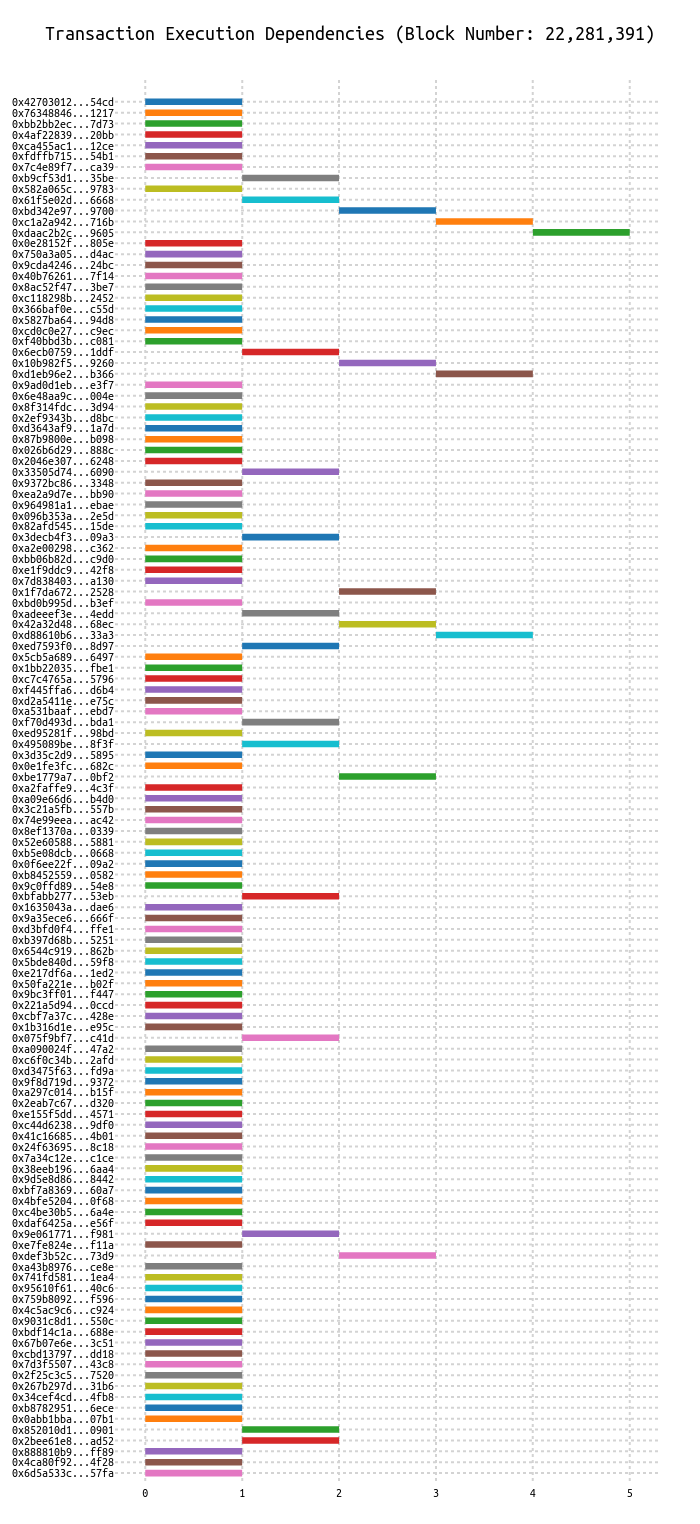 Transaction Execution Dependencies (Block Number: 22,281,391)
0x42703012...54cd
0x76348846...1217
0xbb2bb2ec...7d73
0x4af22839...20bb
0xca455ac1...12ce
0xfdffb715...54b1
0x7c4e89f7...ca39
0xb9cf53d1...35be
0x582a065c...9783
0x61f5e02d...6668
0xbd342e97...9700
0xc1a2a942...716b
0xdaac2b2c...9605
0x0e28152f...805e
0x750a3a05...d4ac
0x9cda4246...24bc
0x40b76261...7f14
0x8ac52f47...3be7
0xc118298b...2452
0x366baf0e...c55d
0x5827ba64...94d8
0xcd0c0e27...c9ec
0xf40bbd3b...c081
0x6ecb0759...1ddf
0x10b982f5...9260
0xd1eb96e2...b366
0x9ad0d1eb...e3f7
0x6e48aa9c...004e
0x8f314fdc...3d94
0x2ef9343b...d8bc
0xd3643af9...1a7d
0x87b9800e...b098
0x026b6d29...888c
0x2046e307...6248
0x33505d74...6090
0x9372bc86...3348
0xea2a9d7e...bb90
0x964981a1...ebae
0x096b353a...2e5d
0x82afd545...15de
0x3decb4f3...09a3
0xa2e00298...c362
0xbb06b82d...c9d0
0xe1f9ddc9...42f8
0x7d838403...a130
0x1f7da672...2528
0xbd0b995d...b3ef
0xadeeef3e...4edd
0x42a32d48...68ec
0xd88610b6...33a3
0xed7593f0...8d97
0x5cb5a689...6497
0x1bb22035...fbe1
0xc7c4765a...5796
0xf445ffa6...d6b4
0xd2a5411e...e75c
0xa531baaf...ebd7
0xf70d493d...bda1
0xed95281f...98bd
0x495089be...8f3f
0x3d35c2d9...5895
0x0e1fe3fc...682c
0xbe1779a7...0bf2
0xa2faffe9...4c3f
0xa09e66d6...b4d0
0x3c21a5fb...557b
0x74e99eea...ac42
0x8ef1370a...0339
0x52e60588...5881
0xb5e08dcb...0668
0x0f6ee22f...09a2
0xb8452559...0582
0x9c0ffd89...54e8
0xbfabb277...53eb
0x1635043a...dae6
0x9a35ece6...666f
0xd3bfd0f4...ffe1
0xb397d68b...5251
0x6544c919...862b
0x5bde840d...59f8
0xe217df6a...1ed2
0x50fa221e...b02f
0x9bc3ff01...f447
0x221a5d94...0ccd
0xcbf7a37c...428e
0x1b316d1e...e95c
0x075f9bf7...c41d
0xa090024f...47a2
0xc6f0c34b...2afd
0xd3475f63...fd9a
0x9f8d719d...9372
0xa297c014...b15f
0x2eab7c67...d320
0xe155f5dd...4571
0xc44d6238...9df0
0x41c16685...4b01
0x24f63695...8c18
0x7a34c12e...c1ce
0x38eeb196...6aa4
0x9d5e8d86...8442
0xbf7a8369...60a7
0x4bfe5204...0f68
0xc4be30b5...6a4e
0xdaf6425a...e56f
0x9e061771...f981
0xe7fe824e...f11a
0xdef3b52c...73d9
0xa43b8976...ce8e
0x741fd581...1ea4
0x95610f61...40c6
0x759b8092...f596
0x4c5ac9c6...c924
0x9031c8d1...550c
0xbdf14c1a...688e
0x67b07e6e...3c51
0xcbd13797...dd18
0x7d3f5507...43c8
0x2f25c3c5...7520
0x267b297d...31b6
0x34cef4cd...4fb8
0xb8782951...6ece
0x0abb1bba...07b1
0x852010d1...0901
0x2bee61e8...ad52
0x888810b9...ff89
0x4ca80f92...4f28
0x6d5a533c...57fa
0 1 2 3 4 5